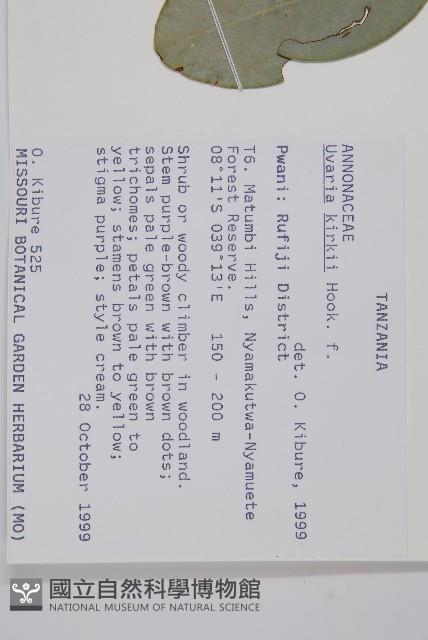 TANZANIA
ANNONACEAE
Uvaria kirkii Hook. f.
det. O. Kibure, 1999
Pwani: Rufiji District
T6. Matumbi Hills, Nyamakutwa-Nyamuete
Forest Reserve.
08°11'S 039°13'E   150 - 200 m
Shrub or woody climber in woodland.
Stem purple-brown with brown dots;
sepals pale green with brown
trichomes; petals pale green to
yellow; stamens brown to yellow;
stigma purple; style cream.
28 October 1999
O. Kibure 525
MISSOURI BOTANICAL GARDEN HERBARIUM (MO)
國立自然科學博物館
NATIONAL MUSEUM OF NATURAL SCIENCE